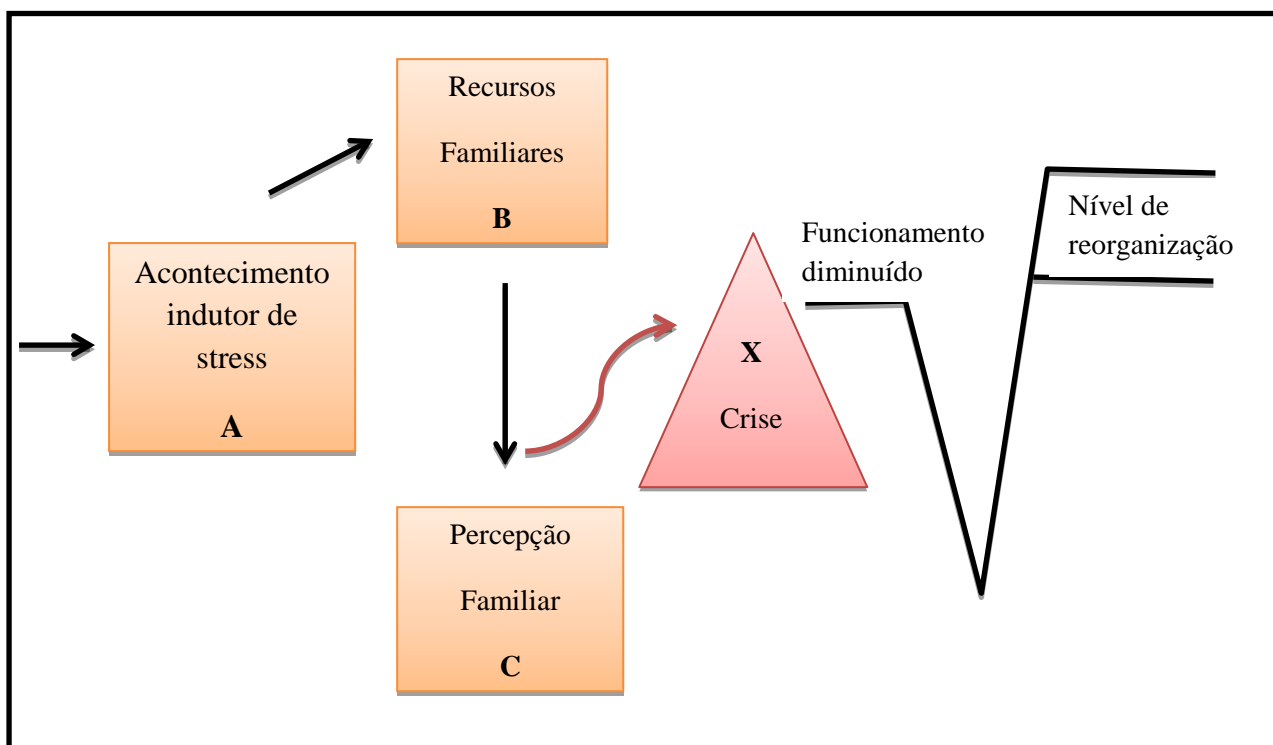 Recursos
Familiares
B
Acontecimento
indutor de
stress
A
Percepção
Familiar
C
X
Crise
Funcionamento
diminuído
Nível de
reorganização